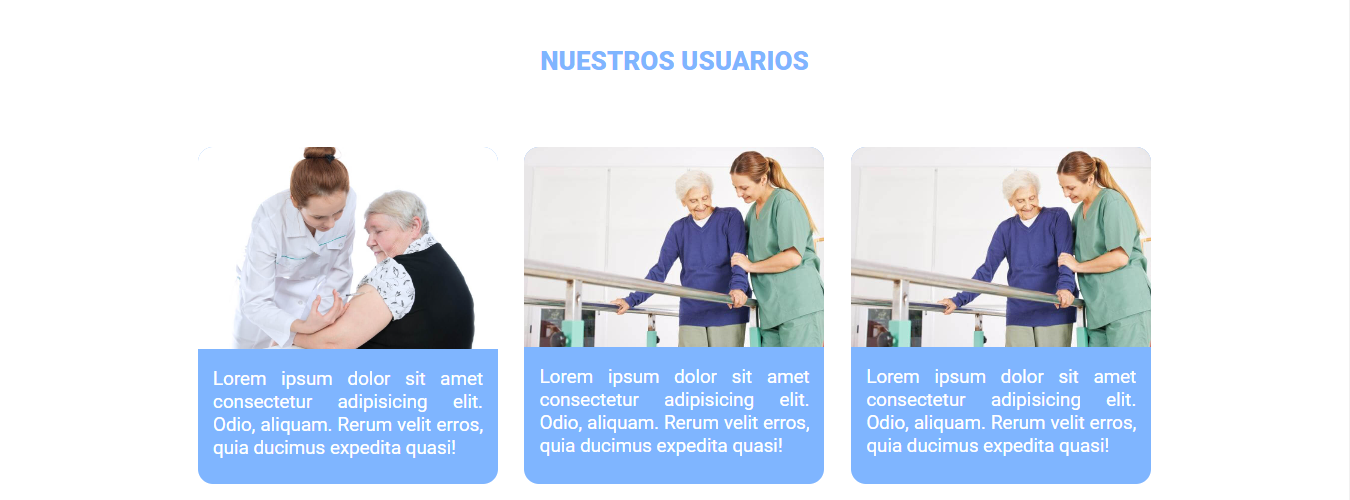 NUESTROS USUARIOS
Lorem ipsum dolor sit amet
consectetur adipisicing elit.
Odio, aliquam. Rerum velit erros,
quia ducimus expedita quasi!
Lorem ipsum dolor sit amet
consectetur adipisicing elit.
Odio, aliquam. Rerum velit erros,
quia ducimus expedita quasi!
Lorem ipsum dolor sit amet
consectetur adipisicing elit.
Odio, aliquam. Rerum velit erros,
quia ducimus expedita quasi!